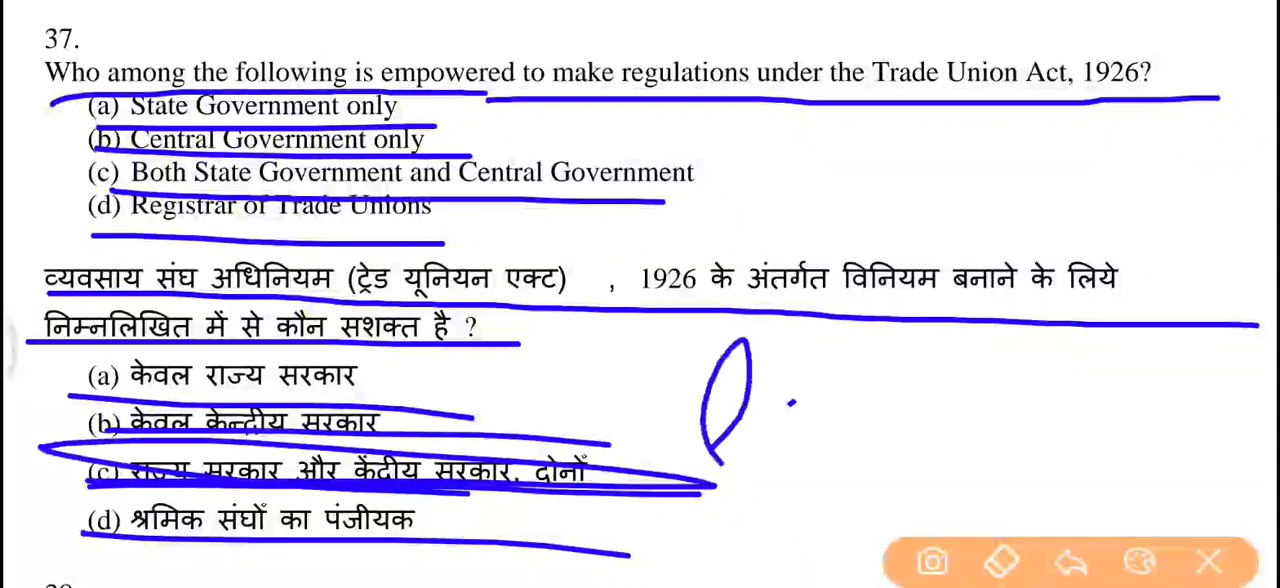 37.
Who among the following is empowered to make regulations under the Trade Union Act, 1926?
(a) State Government only
(b) Central Government only
(c) Both State Government and Central Government
(d) Registrar of Trade Unions
व्यवसाय संघ अधिनियम (ट्रेड यूनियन एक्ट) , 1926 के अंतर्गत विनियम बनाने के लिये
निम्नलिखित में से कौन सशक्त है ?
(a) केवल राज्य सरकार
(b) केवल केन्द्रीय सरकार
(c) राज्य सरकार और केंद्रीय सरकार, दोनों
(d) श्रमिक संघों का पंजीयक